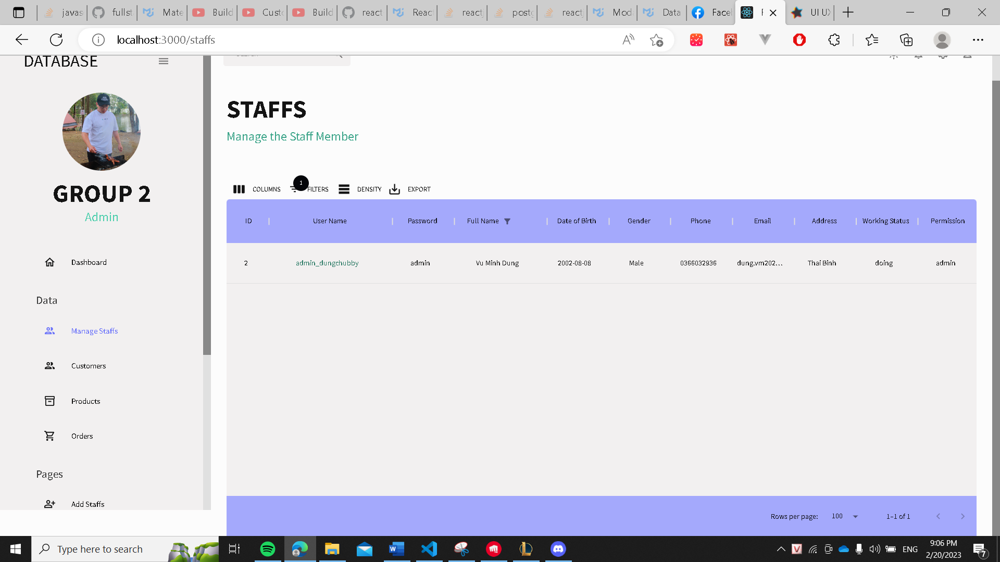 javas
fullst
Mate
Build
Custo
Build
react
React
reactj
postg
reactj
Moda
Data
Faceb
UI UX
localhost:3000/staffs
DATABASE
GROUP 2
Admin
Dashboard
Data
Manage Staffs
Customers
Products
Orders
Pages
Add Staffs
STAFFS
Manage the Staff Member
COLUMNS
1
FILTERS
DENSITY
EXPORT
ID
User Name
Password
Full Name
Date of Birth
Gender
Phone
Email
Address
Working Status
Permission
2
admin_dungchubby
admin
Vu Minh Dung
2002-08-08
Male
0366032936
dung.vm202...
Thai Binh
doing
admin
Rows per page:
100
1–1 of 1
Type here to search
ENG
9:06 PM
2/20/2023
7